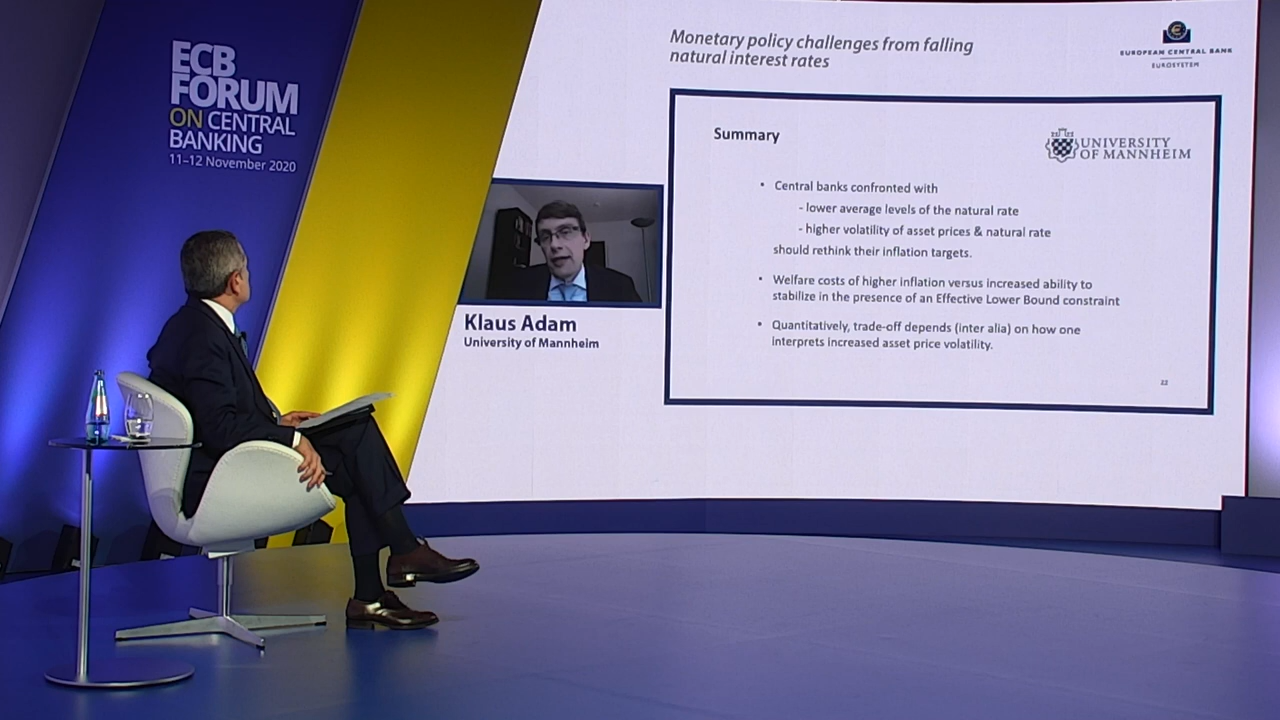 ECB
FORUM
ON CENTRAL
BANKING
11–12 November 2020
Monetary policy challenges from falling
natural interest rates
EUROPEAN CENTRAL BANK
EUROSYSTEM
Klaus Adam
University of Mannheim
Summary
UNIVERSITY
OF MANNHEIM
• Central banks confronted with
- lower average levels of the natural rate
- higher volatility of asset prices & natural rate
should rethink their inflation targets.
• Welfare costs of higher inflation versus increased ability to
stabilize in the presence of an Effective Lower Bound constraint
• Quantitatively, trade-off depends (inter alia) on how one
interprets increased asset price volatility.
22